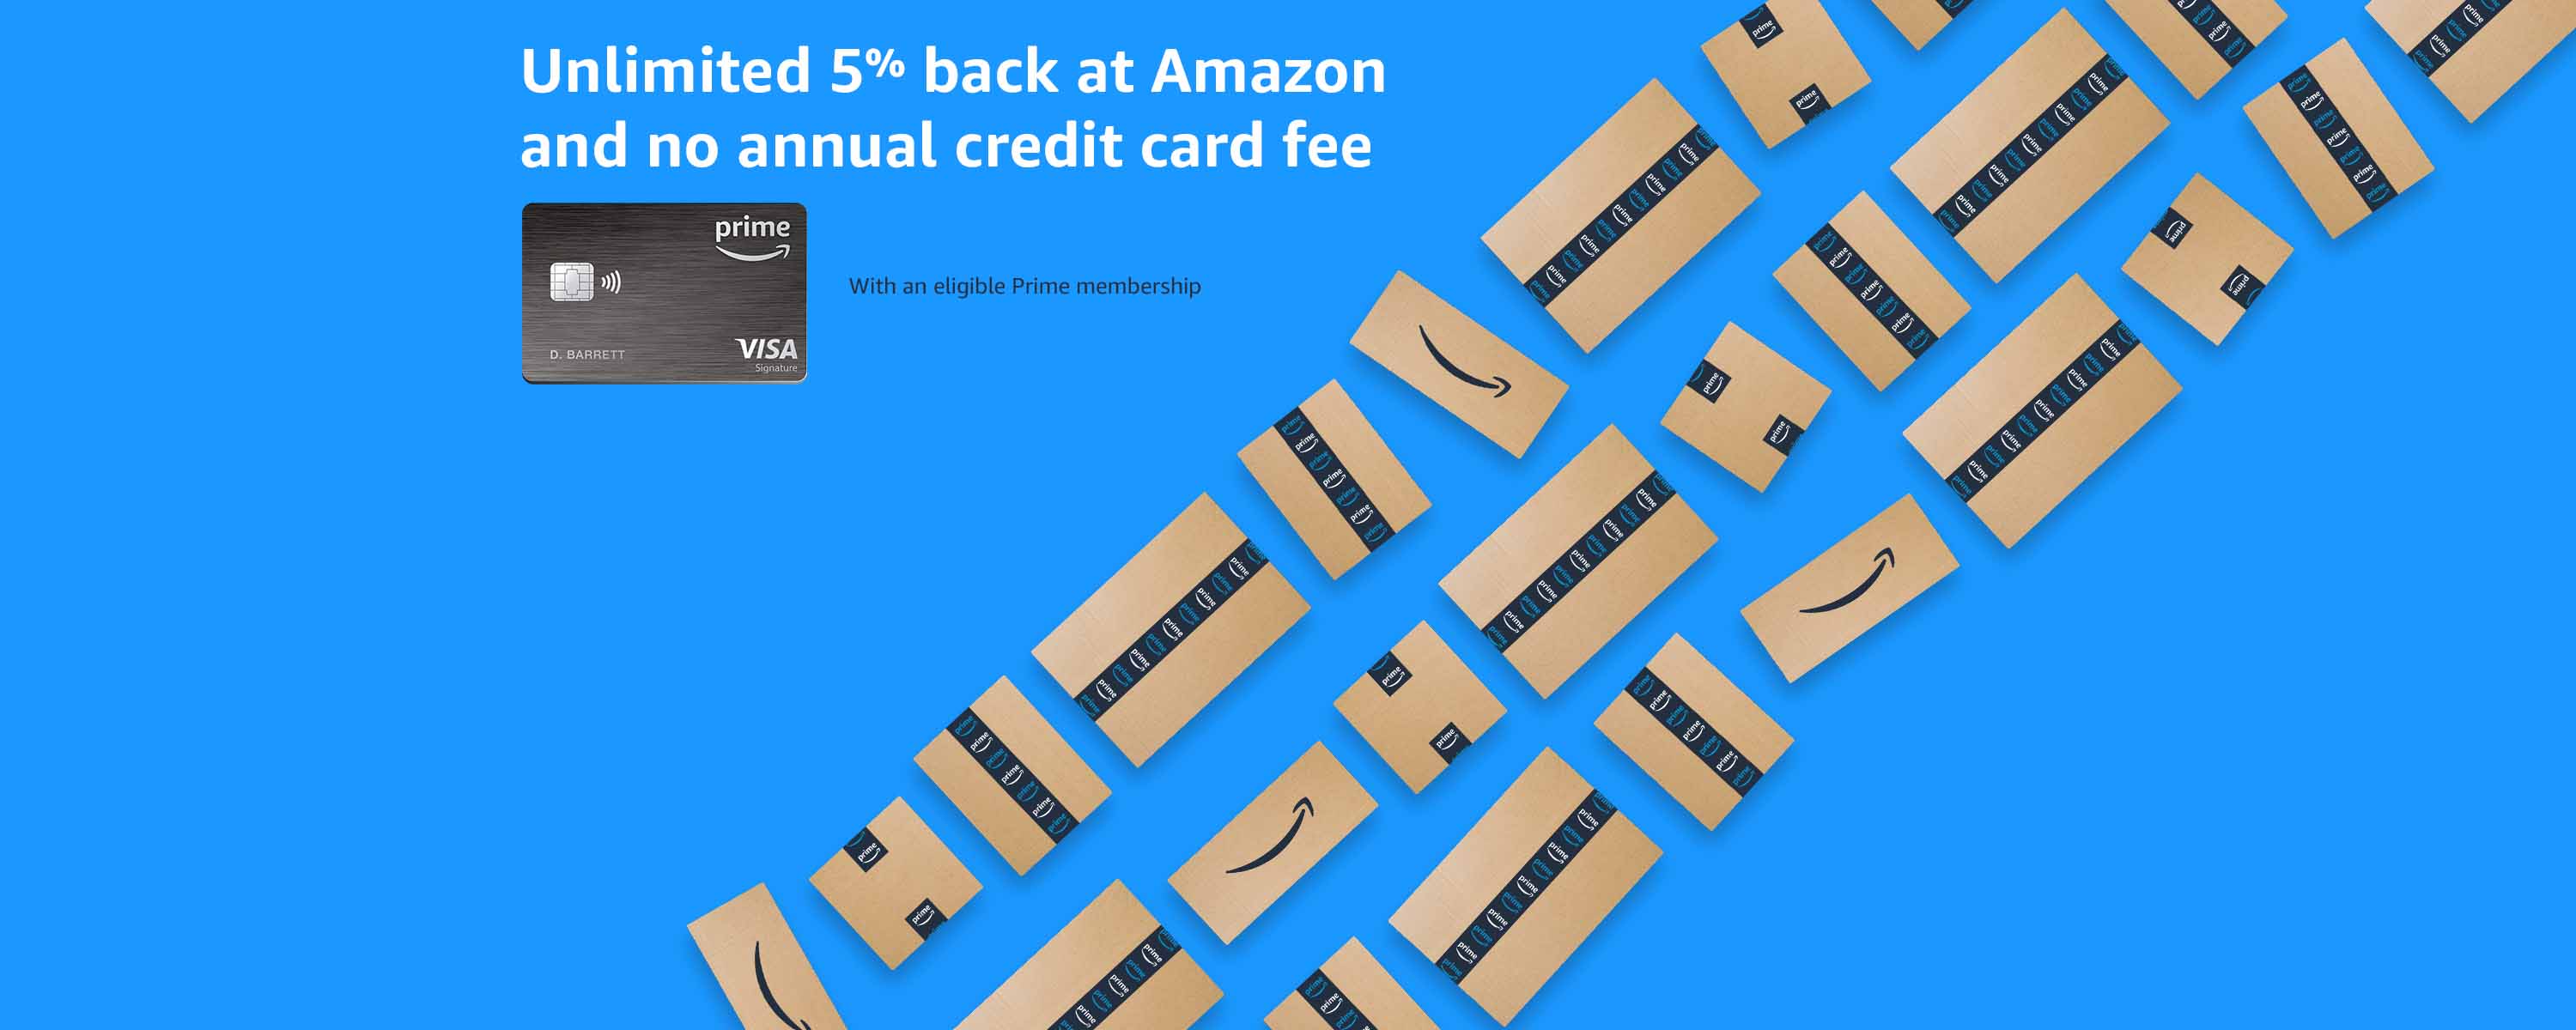 Unlimited 5% back at Amazon
and no annual credit card fee
prime
With an eligible Prime membership
D. BARRETT
VISA
Signature